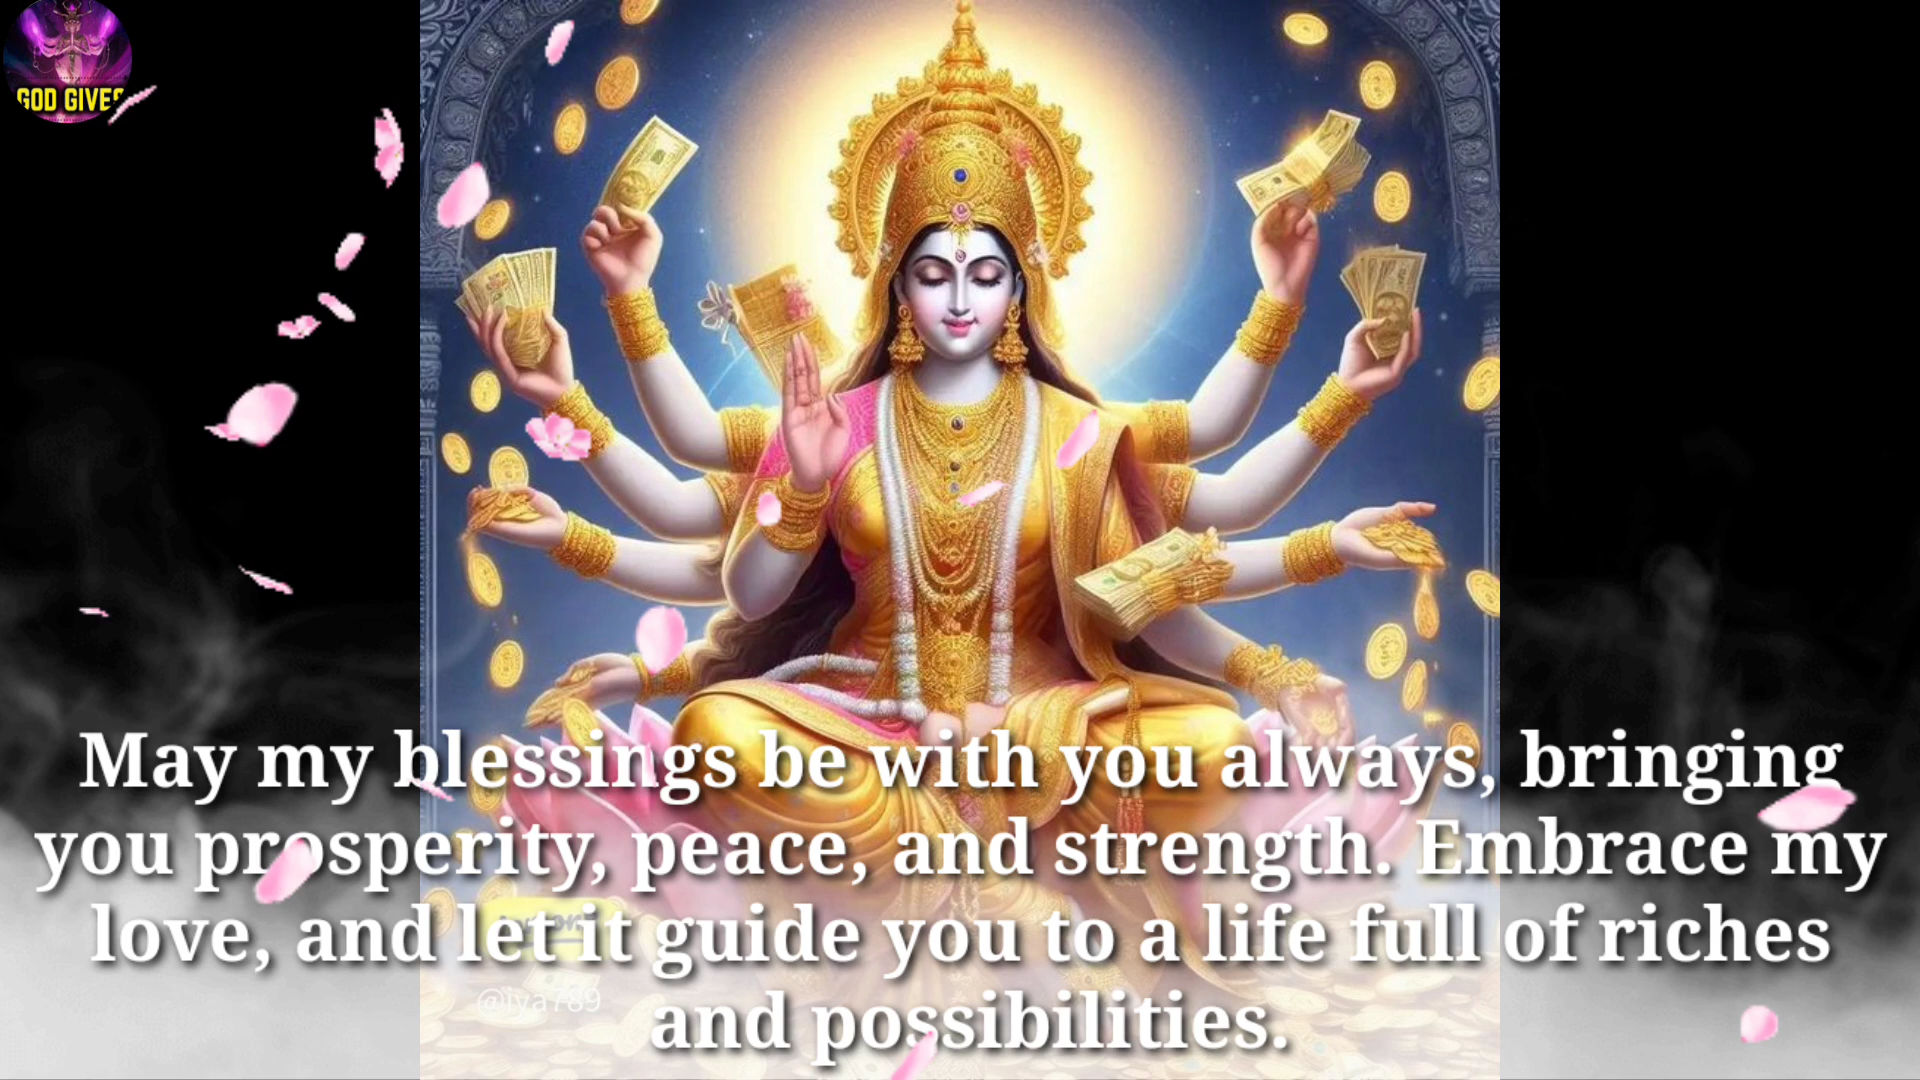 GOD GIVES
May my blessings be with you always, bringing
you prosperity, peace, and strength. Embrace my
love, and let it guide you to a life full of riches
and possibilities.
@iya789